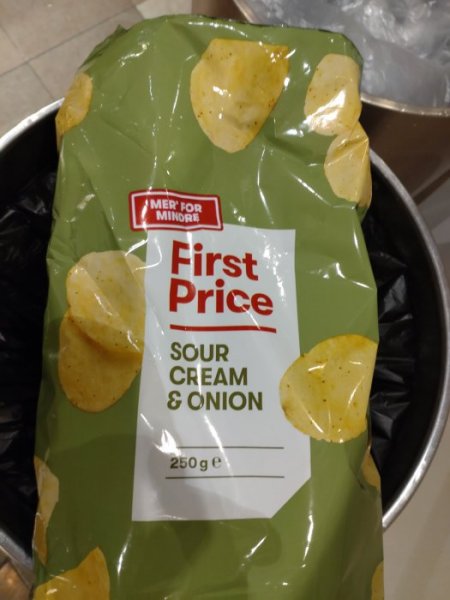 MER' FOR
MINDRE
First
Price
SOUR
CREAM
& ONION
250g e